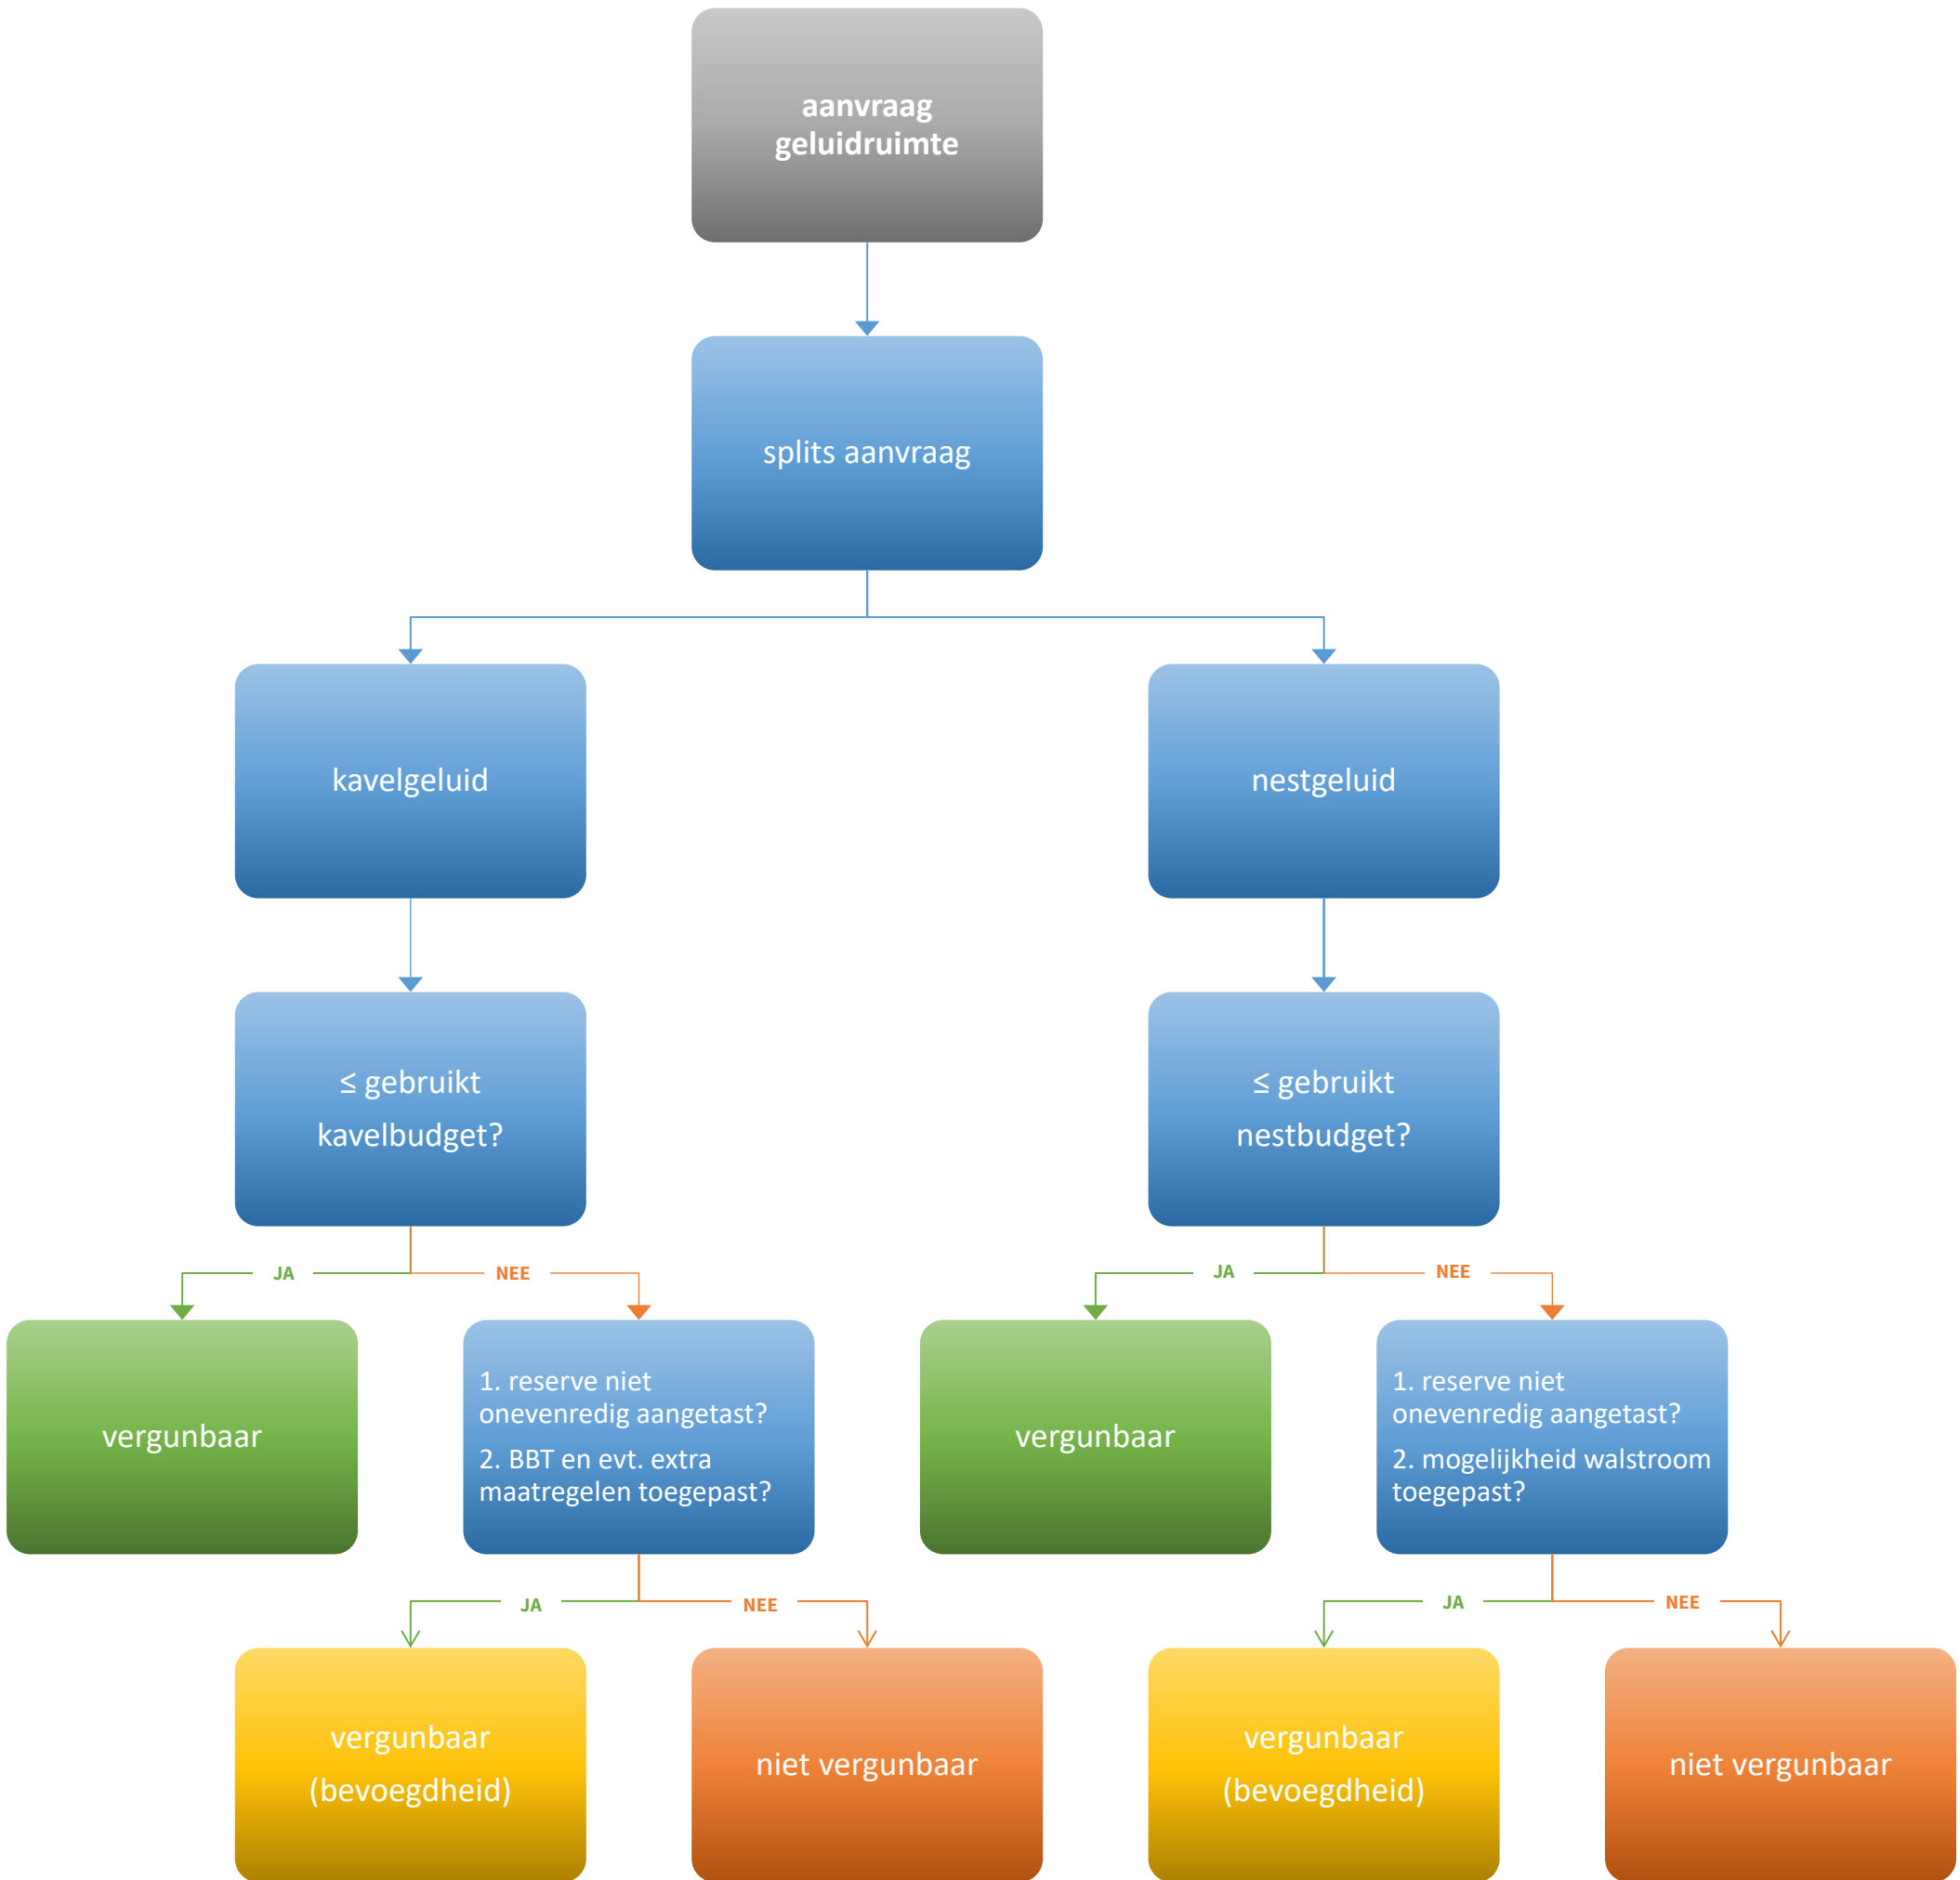 aanvraag
geluidruimte
splits aanvraag
kavelgeluid
nestgeluid
≤ gebruikt
kavelbudget?
≤ gebruikt
nestbudget?
JA
NEE
JA
NEE
vergunbaar
1. reserve niet
onevenredig aangetast?
2. BBT en evt. extra
maatregelen toegepast?
vergunbaar
1. reserve niet
onevenredig aangetast?
2. mogelijkheid walstroom
toegepast?
JA
NEE
JA
NEE
vergunbaar
(bevoegdheid)
niet vergunbaar
vergunbaar
(bevoegdheid)
niet vergunbaar